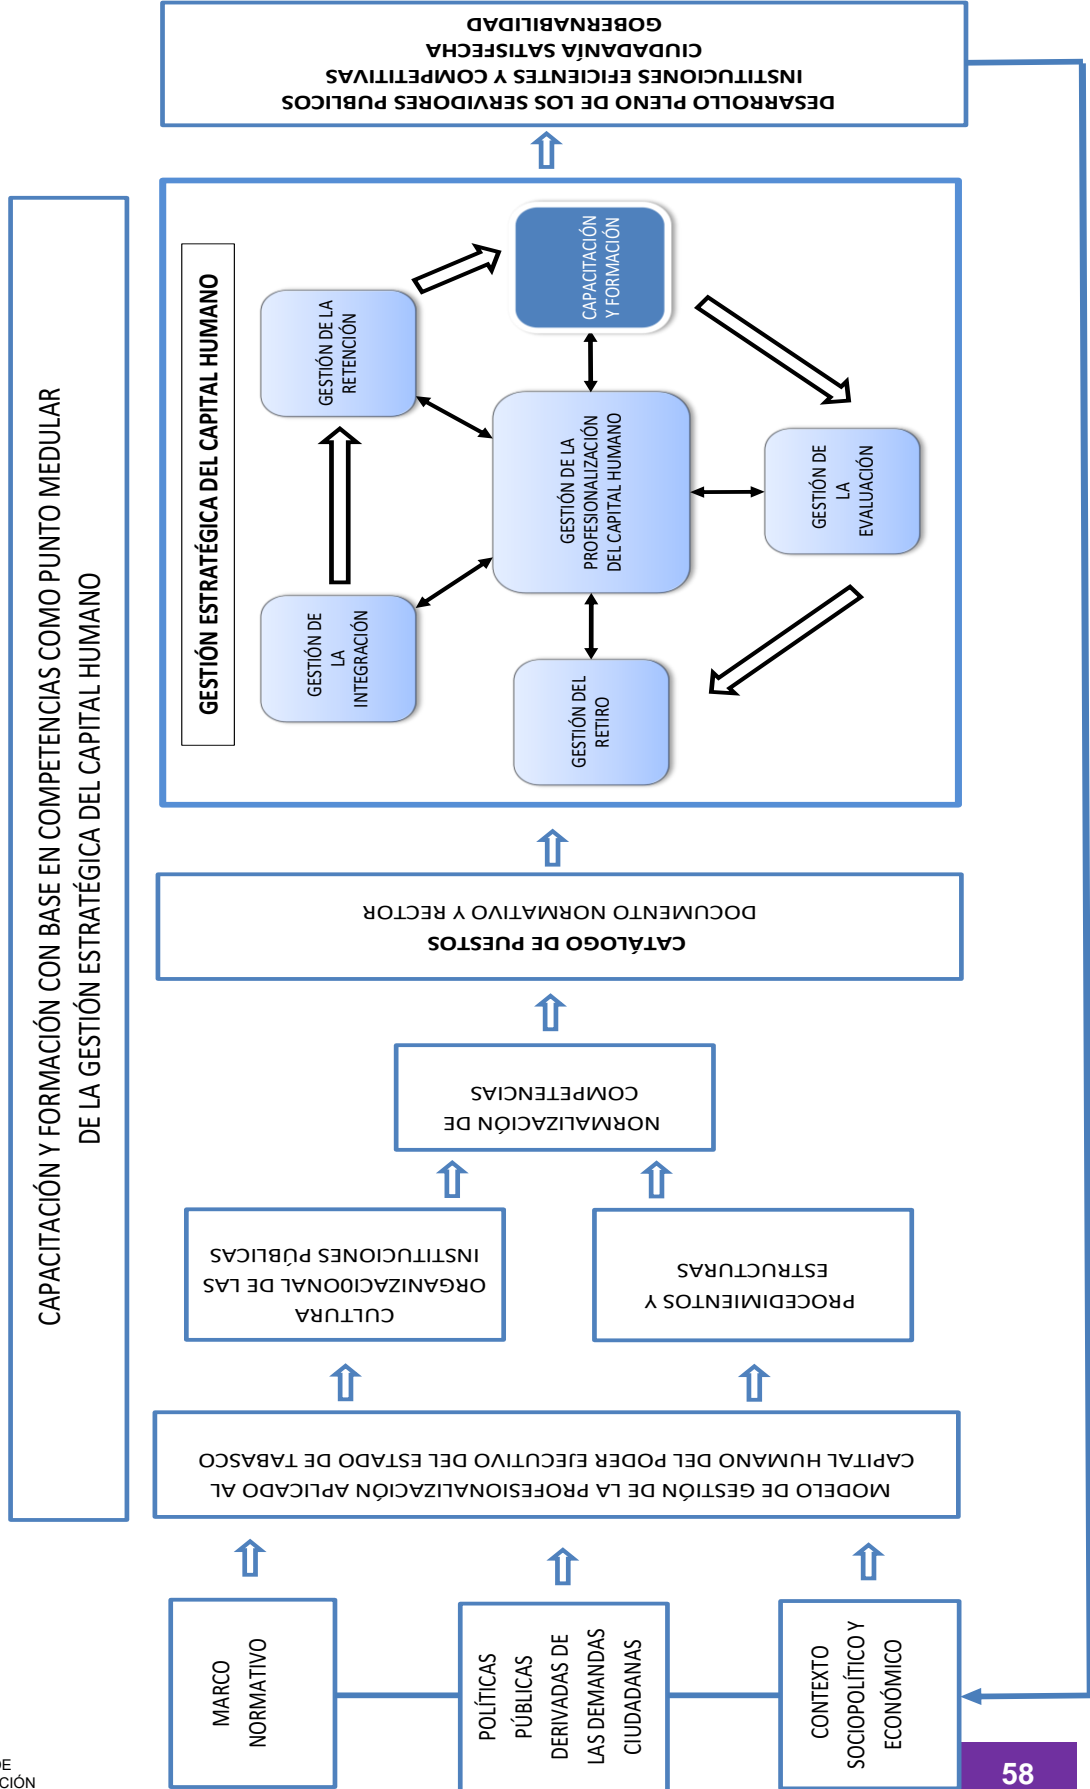 CAPACITACIÓN Y FORMACIÓN CON BASE EN COMPETENCIAS COMO PUNTO MEDULAR
DE LA GESTIÓN ESTRATÉGICA DEL CAPITAL HUMANO
MARCO
NORMATIVO
POLÍTICAS
PÚBLICAS
DERIVADAS DE
LAS DEMANDAS
CIUDADANAS
CONTEXTO
SOCIOPOLÍTICO Y
ECONÓMICO
MODELO DE GESTIÓN DE LA PROFESIONALIZACIÓN APLICADO AL
CAPITAL HUMANO DEL PODER EJECUTIVO DEL ESTADO DE TABASCO
CULTURA
ORGANIZACI0ONAL DE LAS
INSTITUCIONES PÚBLICAS
PROCEDIMIENTOS Y
ESTRUCTURAS
NORMALIZACIÓN DE
COMPETENCIAS
CATÁLOGO DE PUESTOS
DOCUMENTO NORMATIVO Y RECTOR
GESTIÓN ESTRATÉGICA DEL CAPITAL HUMANO
GESTIÓN DE
LA
INTEGRACIÓN
GESTIÓN DE LA
RETENCIÓN
GESTIÓN DEL
RETIRO
GESTIÓN DE LA
PROFESIONALIZACIÓN
DEL CAPITAL HUMANO
CAPACITACIÓN
Y FORMACIÓN
GESTIÓN DE
LA
EVALUACIÓN
DESARROLLO PLENO DE LOS SERVIDORES PUBLICOS
INSTITUCIONES EFICIENTES Y COMPETITIVAS
CIUDADANÍA SATISFECHA
GOBERNABILIDAD
DE
CIÓN
58